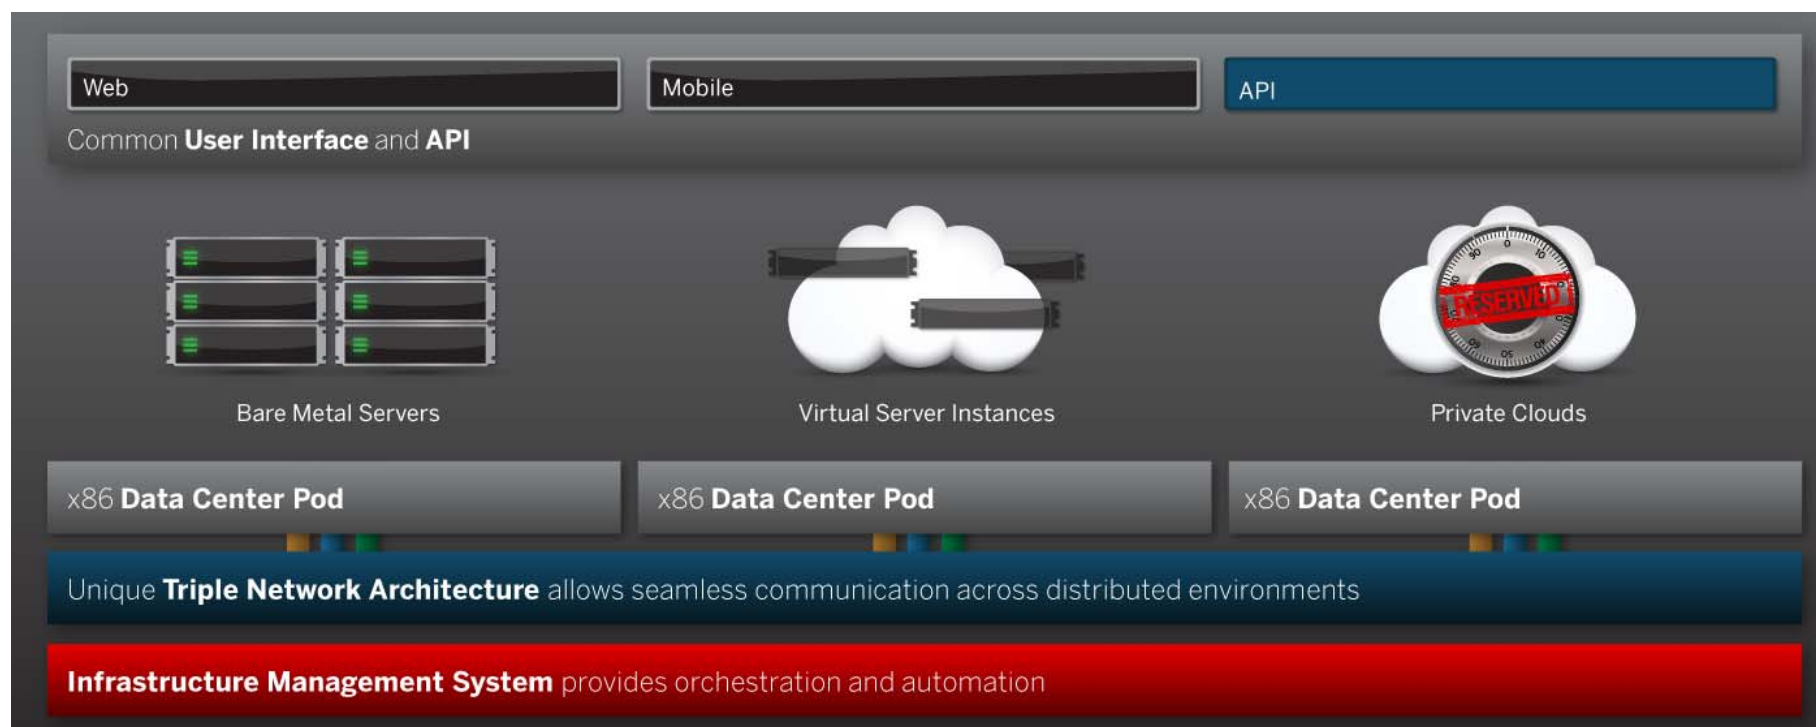 Web
Mobile
API
Common User Interface and API
RESERVED
Bare Metal Servers
Virtual Server Instances
Private Clouds
x86 Data Center Pod
x86 Data Center Pod
x86 Data Center Pod
Unique Triple Network Architecture allows seamless communication across distributed environments
Infrastructure Management System provides orchestration and automation